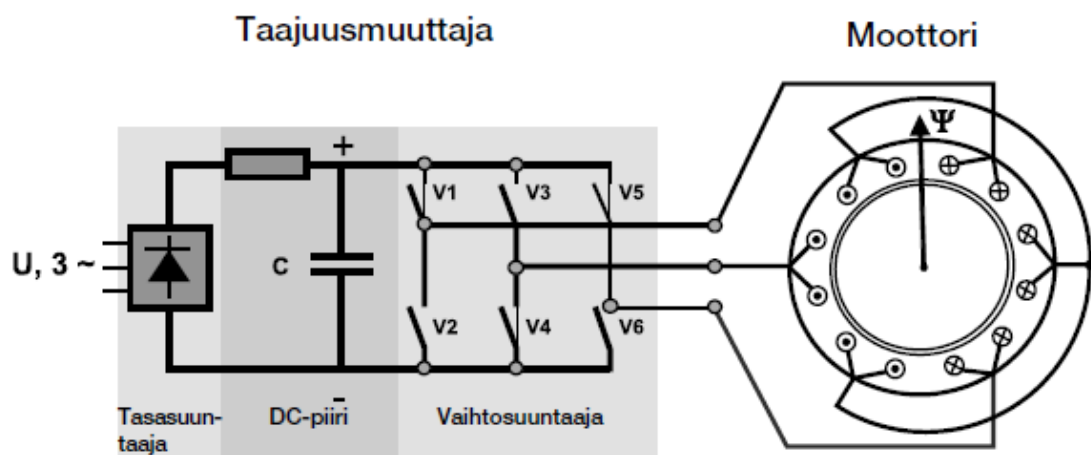 Taajuusmuuttaja
Moottori
Ψ
+
V1
V3
V5
U, 3 ~
C
V2
V4
V6
-
Tasasuun-
taaja
DC-piiri
Vaihtosuuntaaja